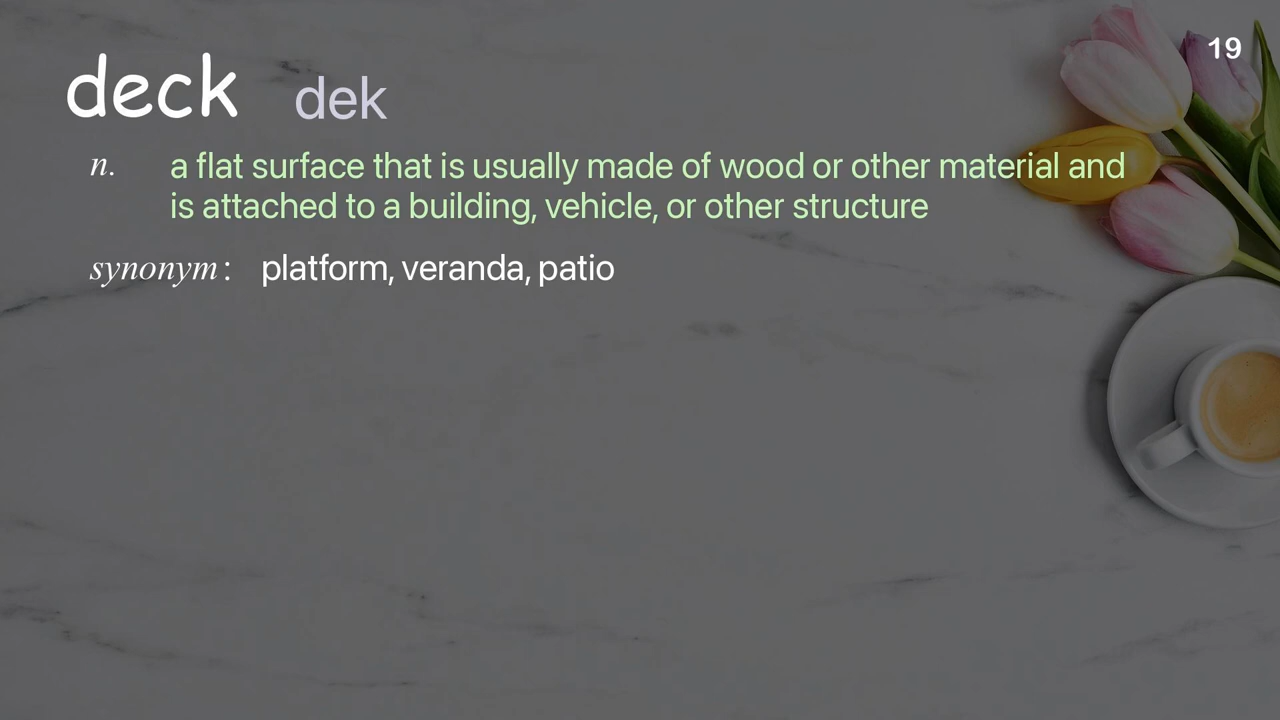 19
deck dek
n. a flat surface that is usually made of wood or other material and
is attached to a building, vehicle, or other structure
synonym: platform, veranda, patio